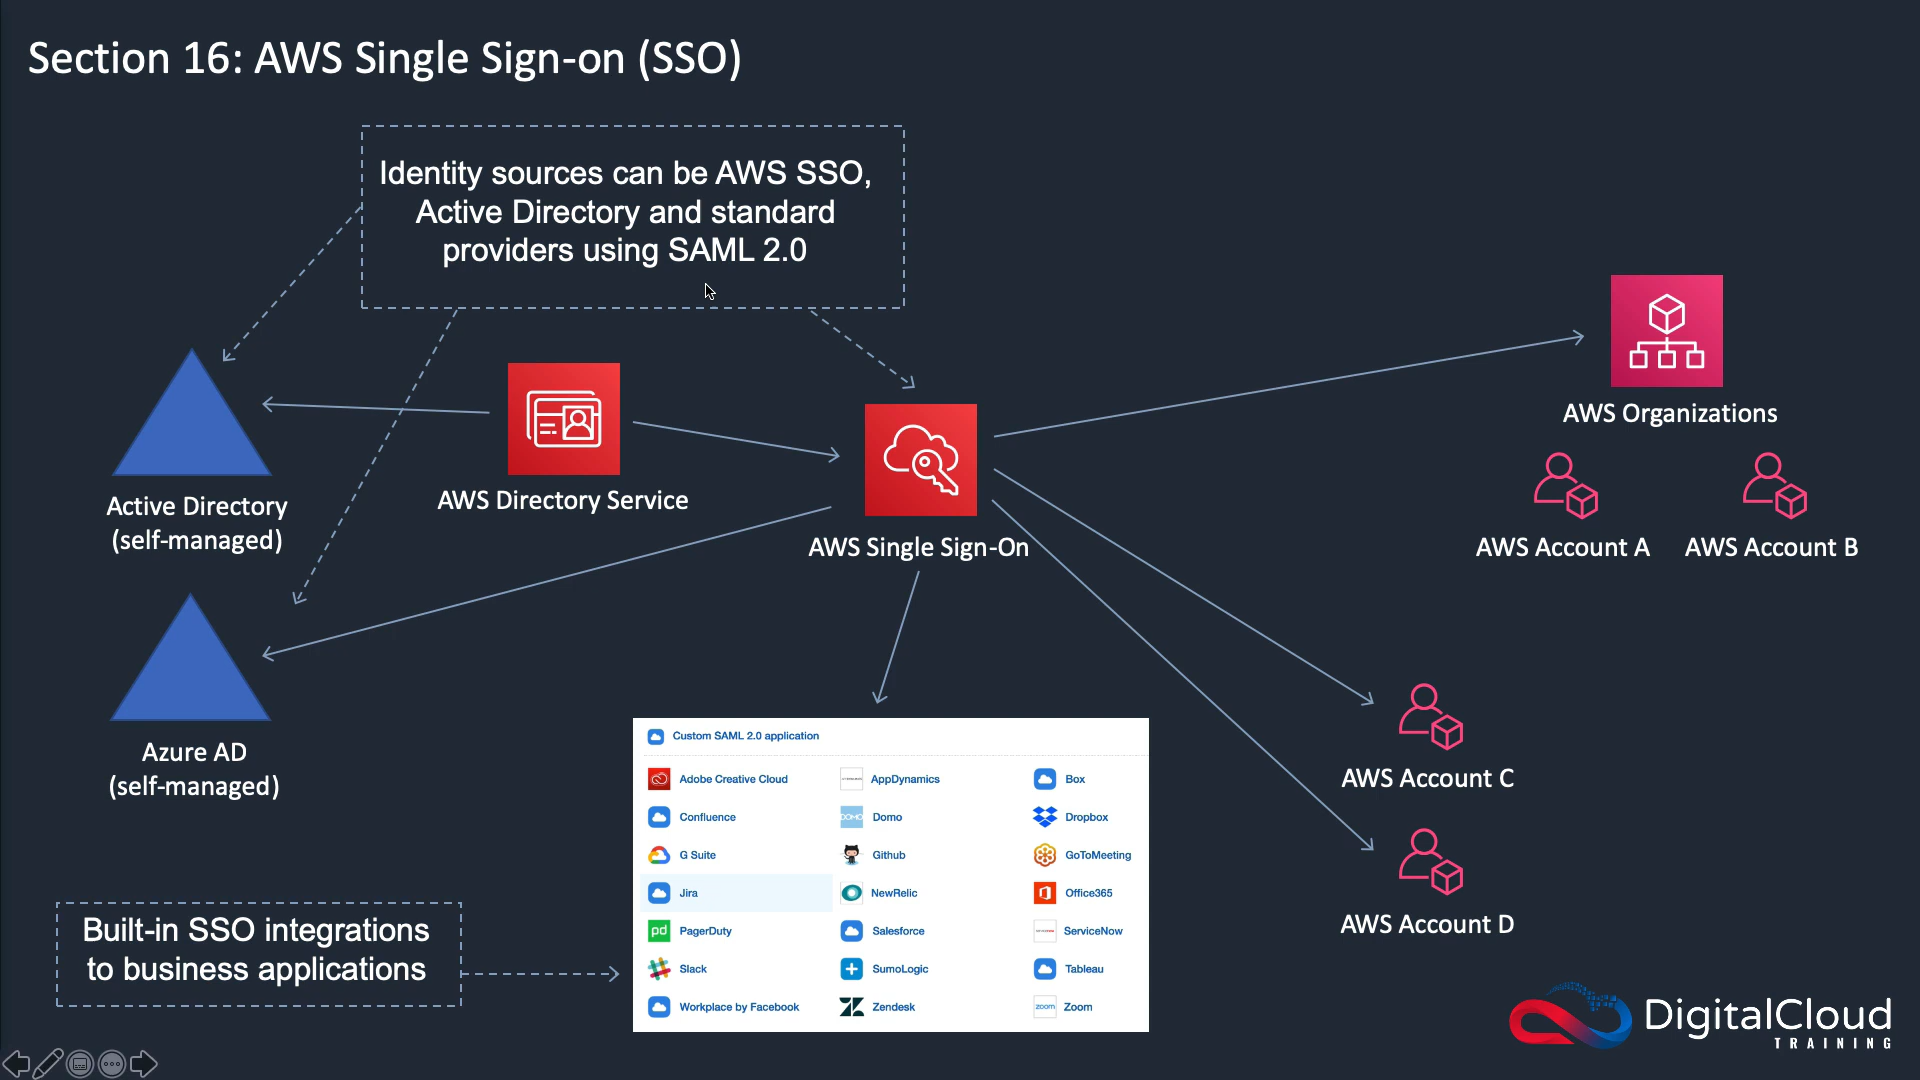 Section 16: AWS Single Sign-on (SSO)
Identity sources can be AWS SSO,
Active Directory and standard
providers using SAML 2.0
Active Directory
(self-managed)
AWS Directory Service
AWS Single Sign-On
AWS Organizations
AWS Account A
AWS Account B
Azure AD
(self-managed)
AWS Account C
AWS Account D
Custom SAML 2.0 application
Adobe Creative Cloud
AppDynamics
Box
Confluence
DOMO
Domo
Dropbox
G Suite
Github
GoToMeeting
Jira
NewRelic
Office365
pd
PagerDuty
Salesforce
ServiceNow
Slack
SumoLogic
Tableau
Workplace by Facebook
Zendesk
zoom
Zoom
Built-in SSO integrations
to business applications
DigitalCloud
TRAINING